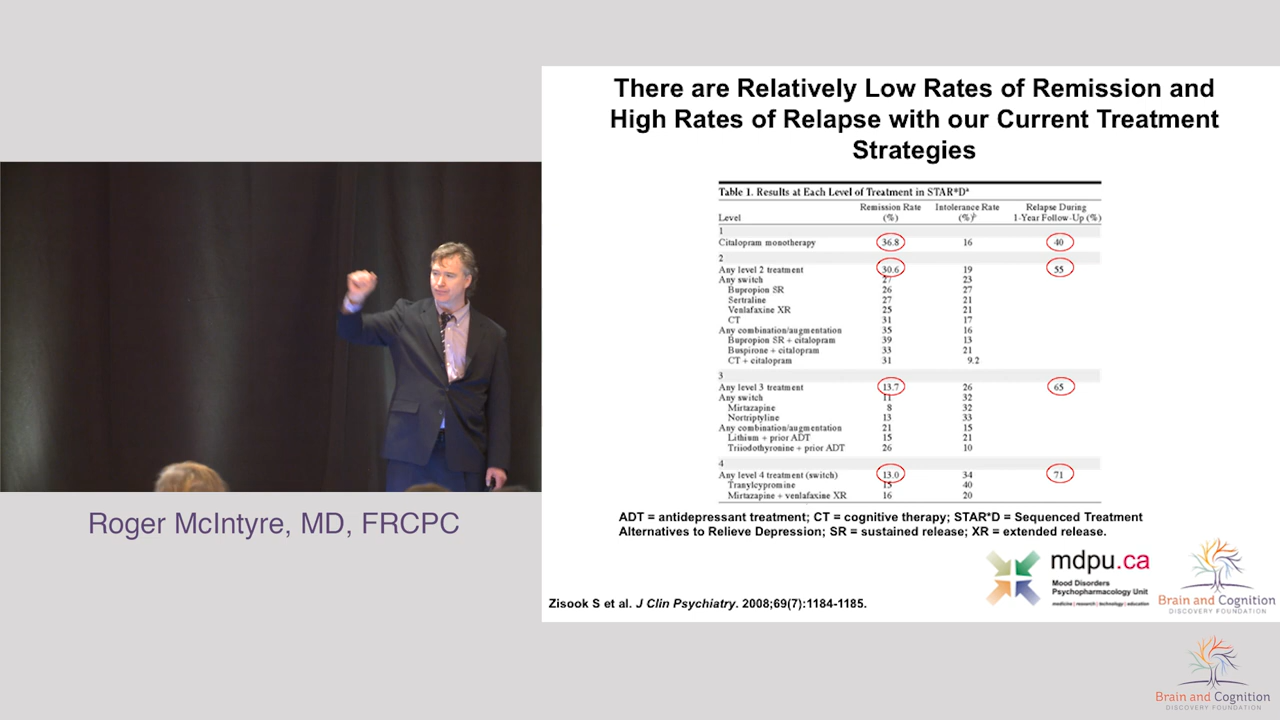 There are Relatively Low Rates of Remission and
High Rates of Relapse with our Current Treatment
Strategies
Table 1. Results at Each Level of Treatment in STAR*Dᵃ
Level Remission Rate (%) Intolerance Rate (%)ᵇ Relapse During 1-Year Follow-Up (%)
1
Citalopram monotherapy 36.8 16 40
2
Any level 2 treatment 30.6 19 55
Any switch 27 23
Bupropion SR 26 27
Sertraline 27 21
Venlafaxine XR 25 21
CT 31 17
Any combination/augmentation 35 16
Bupropion SR + citalopram 39 13
Buspirone + citalopram 33 21
CT + citalopram 31 9.2
3
Any level 3 treatment 13.7 26 65
Any switch 11 32
Mirtazapine 8 32
Nortriptyline 13 33
Any combination/augmentation 21 15
Lithium + prior ADT 15 21
Triiodothyronine + prior ADT 26 10
4
Any level 4 treatment (switch) 13.0 34 71
Tranylcypromine 15 40
Mirtazapine + venlafaxine XR 16 20
ADT = antidepressant treatment; CT = cognitive therapy; STAR*D = Sequenced Treatment
Alternatives to Relieve Depression; SR = sustained release; XR = extended release.
mdpu.ca
Mood Disorders
Psychopharmacology Unit
medicine | research | technology | education
Brain and Cognition
DISCOVERY FOUNDATION
Zisook S et al. J Clin Psychiatry. 2008;69(7):1184-1185.
Roger McIntyre, MD, FRCPC
Brain and Cognition
DISCOVERY FOUNDATION